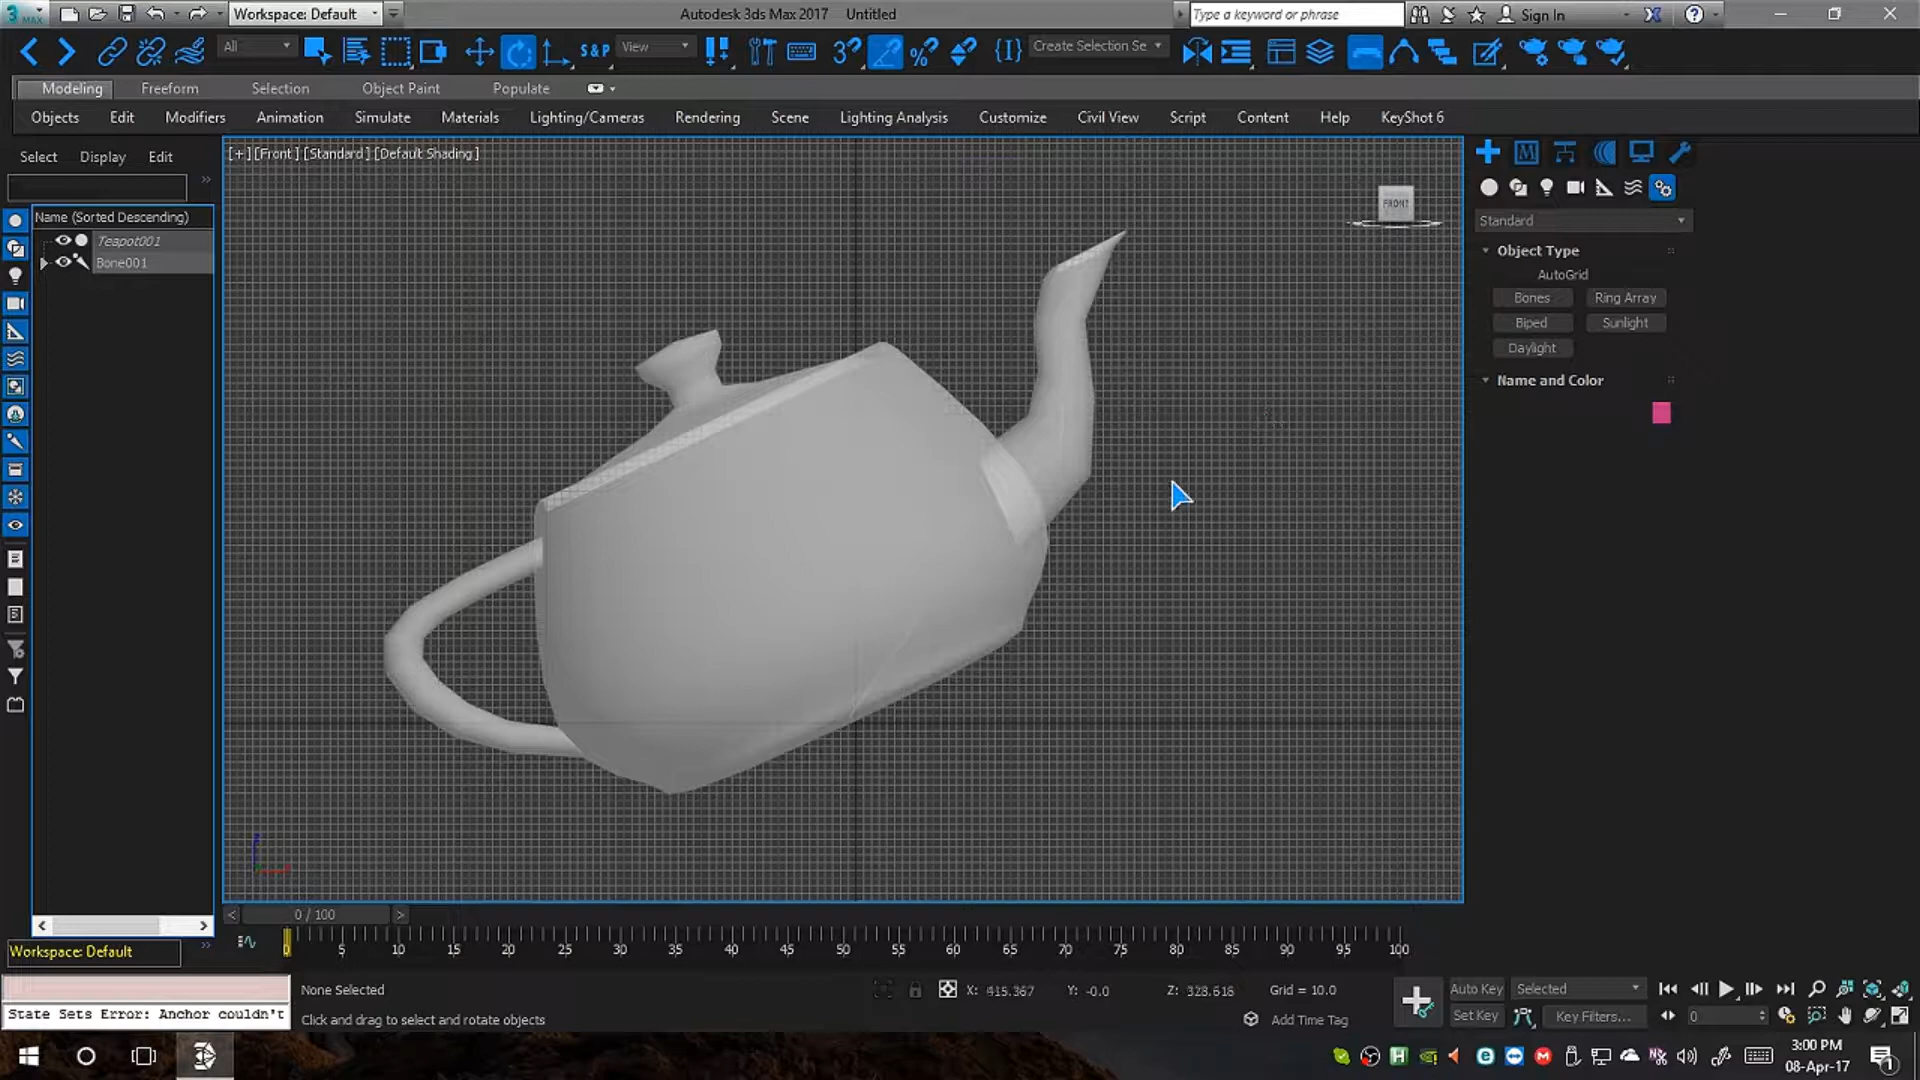 3 MAX Workspace: Default Autodesk 3ds Max 2017 Untitled Type a keyword or phrase Sign In
All S&P View Create Selection Se
Modeling Freeform Selection Object Paint Populate
Objects Edit Modifiers Animation Simulate Materials Lighting/Cameras Rendering Scene Lighting Analysis Customize Civil View Script Content Help KeyShot 6
Select Display Edit
[+] [Front ] [Standard ] [Default Shading ]
FRONT
Name (Sorted Descending)
Teapot001
Bone001
Standard
Object Type
AutoGrid
Bones Ring Array
Biped Sunlight
Daylight
Name and Color
< 0 / 100 >
0 5 10 15 20 25 30 35 40 45 50 55 60 65 70 75 80 85 90 95 100
Workspace: Default
None Selected X: 415.367 Y: -0.0 Z: 328.618 Grid = 10.0 Auto Key Selected
State Sets Error: Anchor couldn't
Click and drag to select and rotate objects Add Time Tag Set Key Key Filters... 0
3:00 PM
08-Apr-17